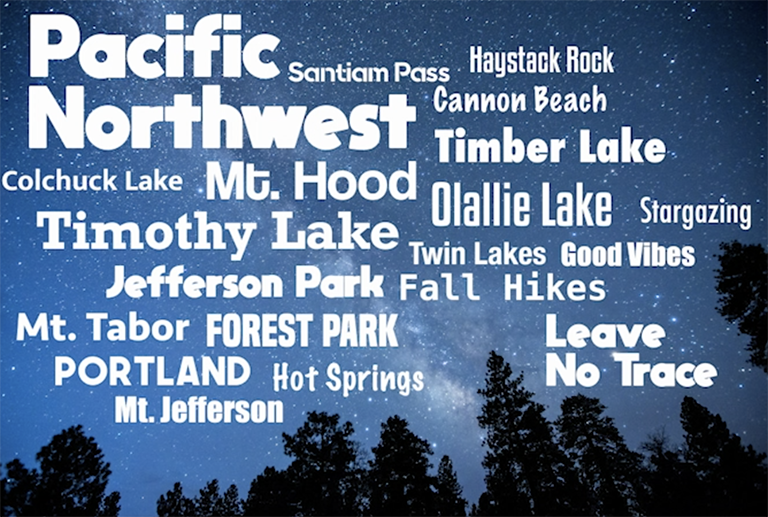 Pacific
Northwest
Santiam Pass
Haystack Rock
Cannon Beach
Timber Lake
Colchuck Lake
Mt. Hood
Olallie Lake
Stargazing
Timothy Lake
Twin Lakes
Good Vibes
Jefferson Park
Fall Hikes
Mt. Tabor
FOREST PARK
Leave
No Trace
PORTLAND
Hot Springs
Mt. Jefferson